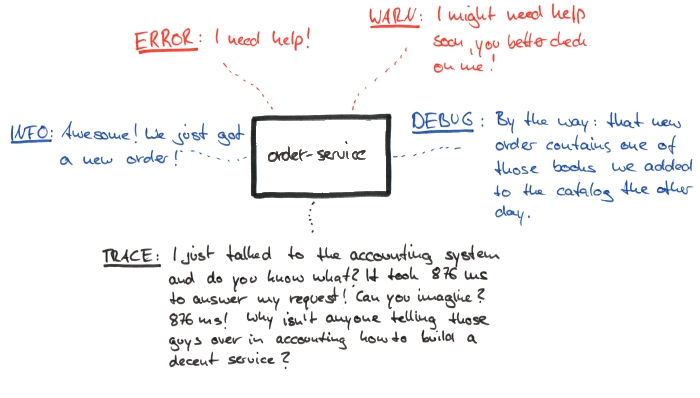 ERROR: I need help!
WARN: I might need help
soon, you better check
on me!
INFO: Awesome! We just got
a new order!
order-service
DEBUG: By the way: that new
order contains one of
those books we added
to the catalog the other
day.
TRACE: I just talked to the accounting system
and do you know what? It took 876 ms
to answer my request! Can you imagine?
876 ms! Why isn't anyone telling those
guys over in accounting how to build a
decent service?